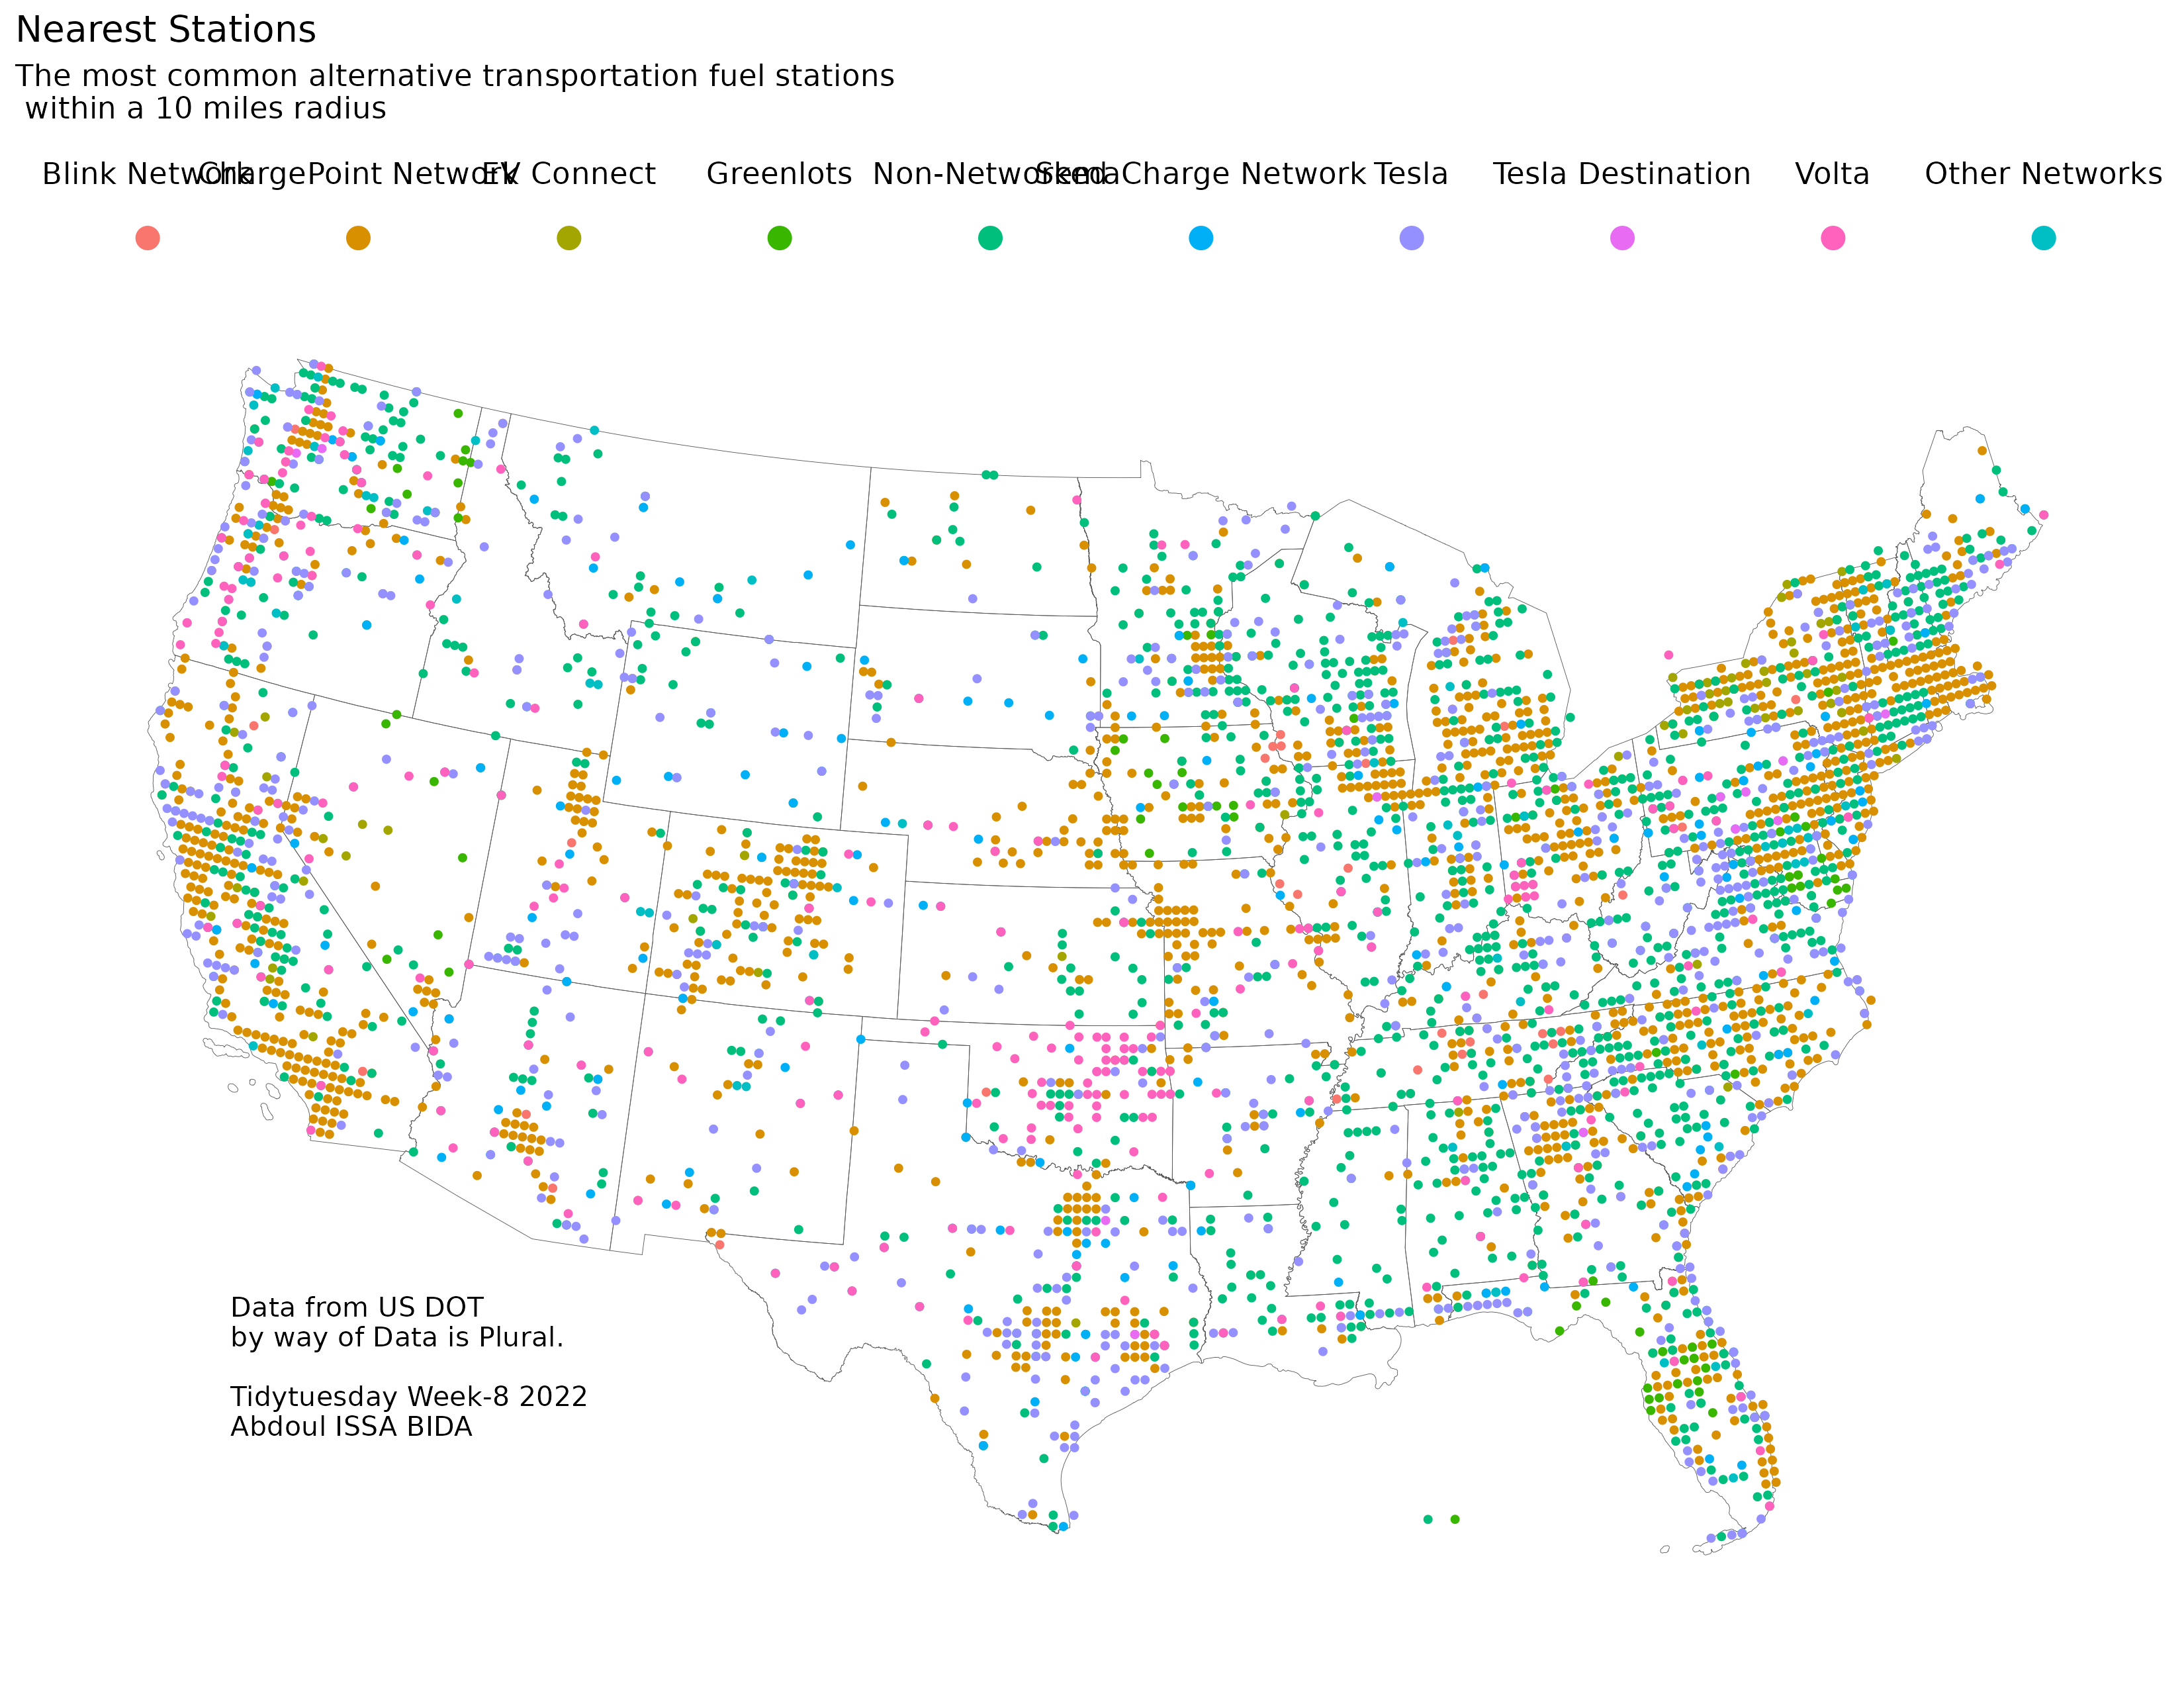 Nearest Stations
The most common alternative transportation fuel stations
within a 10 miles radius
Blink Network ChargePoint Network EV Connect Greenlots Non-Networked SemaCharge Network Tesla Tesla Destination Volta Other Networks
Data from US DOT
by way of Data is Plural.
Tidytuesday Week-8 2022
Abdoul ISSA BIDA